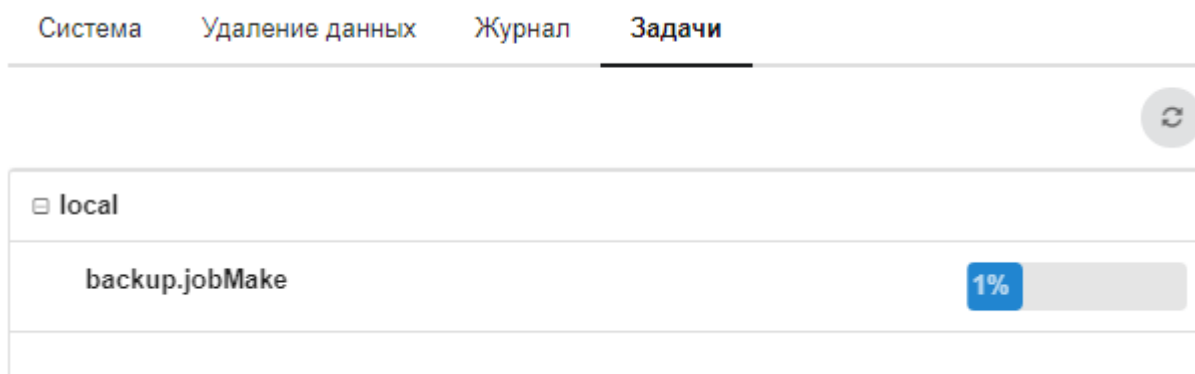 Система Удаление данных Журнал Задачи
local
backup.jobMake 1%